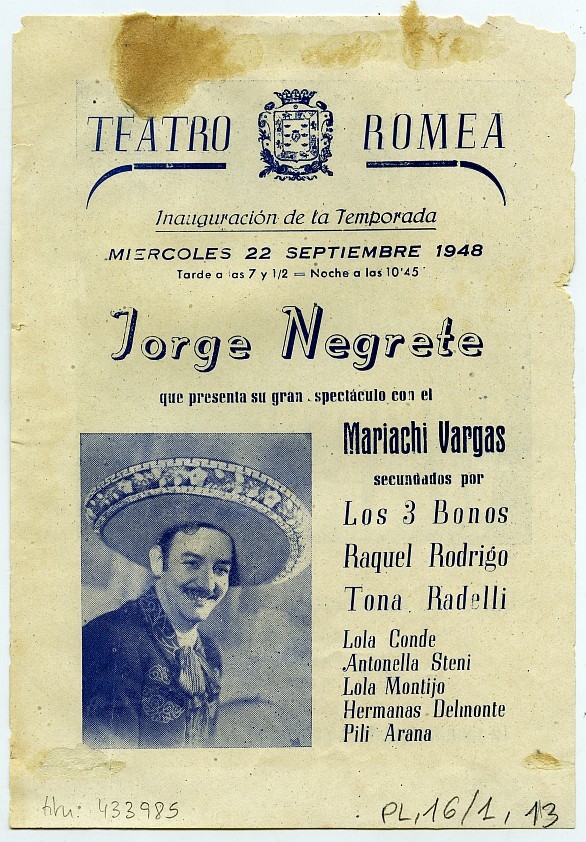 TEATRO ROMEA
Inauguración de la Temporada
MIERCOLES 22 SEPTIEMBRE 1948
Tarde a las 7 y 1/2 = Noche a las 10'45
Jorge Negrete
que presenta su gran spectáculo con el
Mariachi Vargas
secundados por
Los 3 Bonos
Raquel Rodrigo
Tona Radelli
Lola Conde
Antonella Steni
Lola Montijo
Hermanas Delmonte
Pili Arana
titn: 433985
PL,16/1, 13